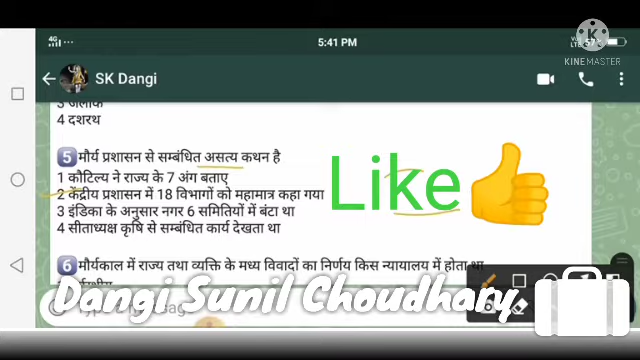 4G
5:41 PM
57%
KINEMASTER
SK Dangi
4 दशरथ
5 मौर्य प्रशासन से सम्बंधित असत्य कथन है
1 कौटिल्य ने राज्य के 7 अंग बताए
2 केंद्रीय प्रशासन में 18 विभागों को महामात्र कहा गया
3 इंडिका के अनुसार नगर 6 समितियों में बंटा था
4 सीताध्यक्ष कृषि से सम्बंधित कार्य देखता था
Like
6 मौर्यकाल में राज्य तथा व्यक्ति के मध्य विवादों का निर्णय किस न्यायालय में होता था
Dangi Sunil Choudhary